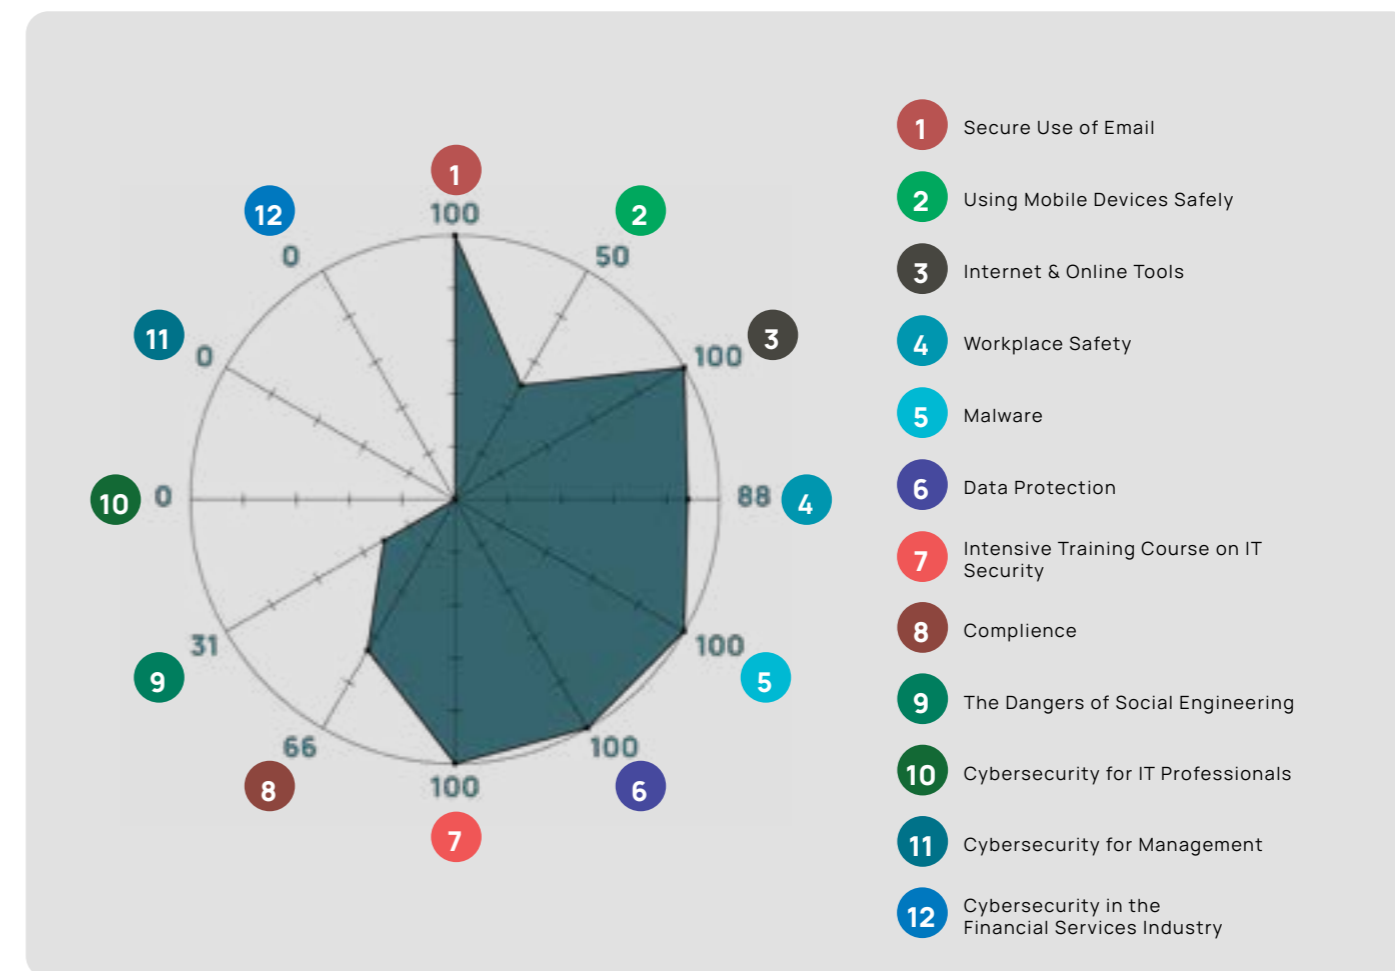 1
100
12
2
0
50
11
3
0
100
10
0
88
4
31
100
9
5
66
100
8
100
6
7
1 Secure Use of Email
2 Using Mobile Devices Safely
3 Internet & Online Tools
4 Workplace Safety
5 Malware
6 Data Protection
7 Intensive Training Course on IT
Security
8 Complience
9 The Dangers of Social Engineering
10 Cybersecurity for IT Professionals
11 Cybersecurity for Management
12 Cybersecurity in the
Financial Services Industry